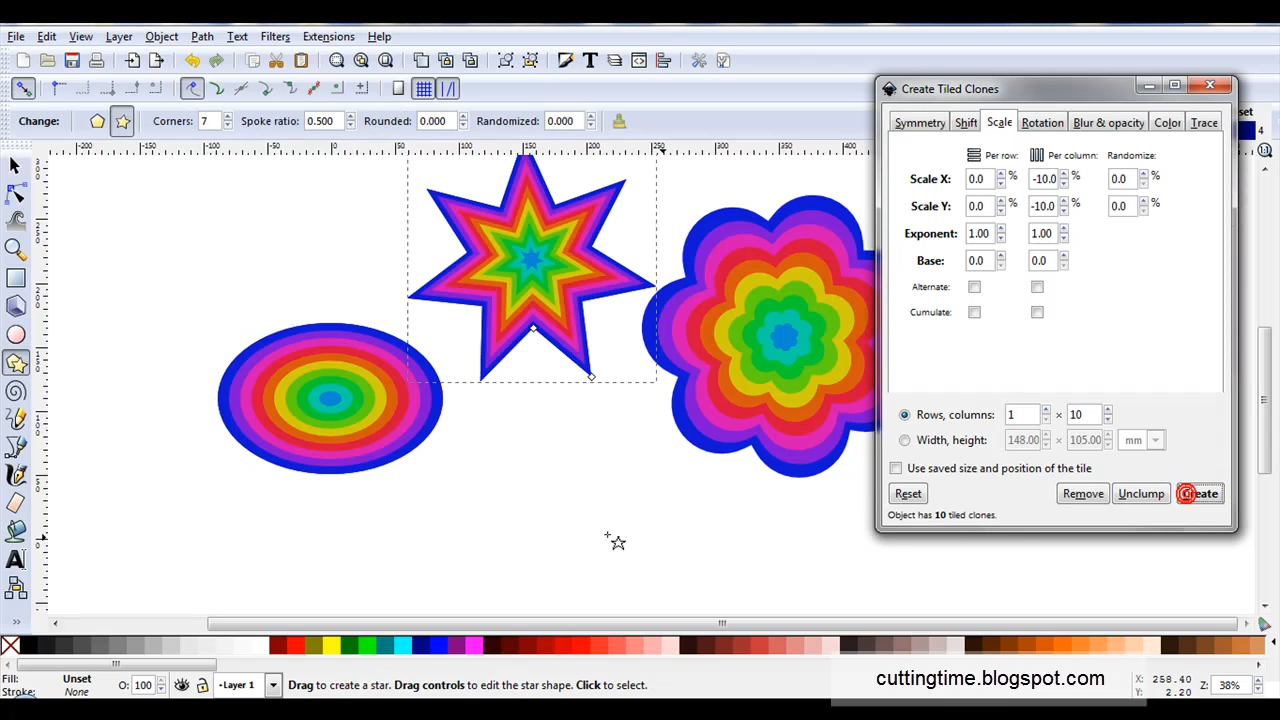 File Edit View Layer Object Path Text Filters Extensions Help
Create Tiled Clones
Change: Corners: 7 Spoke ratio: 0.500 Rounded: 0.000 Randomized: 0.000
Symmetry Shift Scale Rotation Blur & opacity Color Trace
Per row: Per column: Randomize:
Scale X: 0.0 % -10.0 % 0.0 %
Scale Y: 0.0 % -10.0 % 0.0 %
Exponent: 1.00 1.00
Base: 0.0 0.0
Alternate:
Cumulate:
Rows, columns: 1 × 10
Width, height: 148.00 × 105.00 mm
Use saved size and position of the tile
Reset Remove Unclump Create
Object has 10 tiled clones.
Fill: Unset
Stroke: None
O: 100
Layer 1
Drag to create a star. Drag controls to edit the star shape. Click to select.
cuttingtime.blogspot.com
X: 258.40
Y: 2.20
Z: 38%